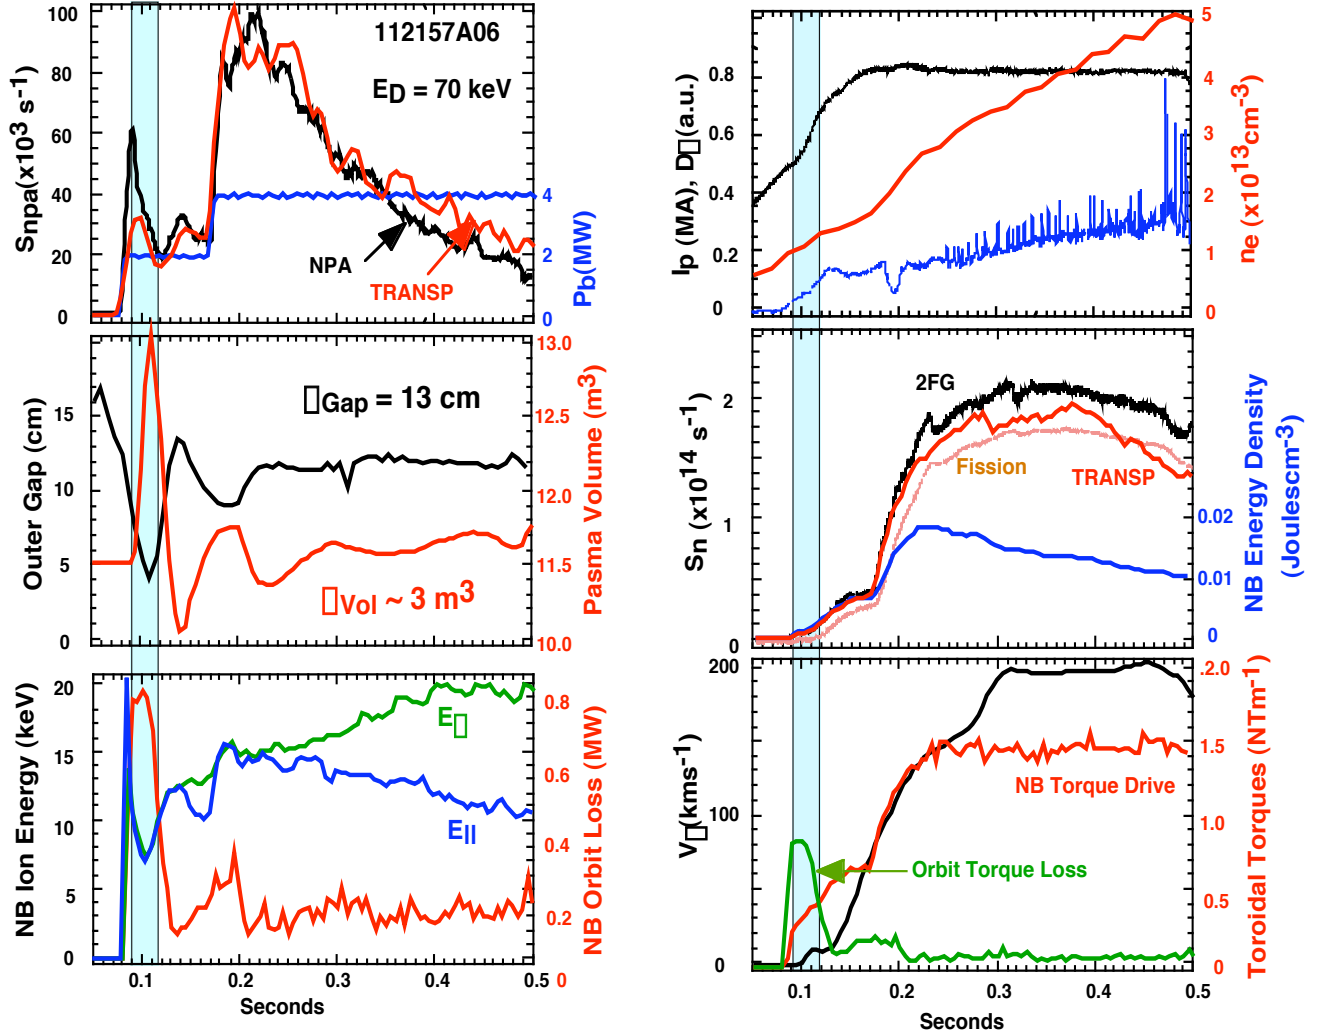 112157A06
E_D = 70 keV
Snpa(x10^3 s^-1)
100
80
60
40
20
0
4
2
0
Pb(MW)
NPA
TRANSP
Outer Gap (cm)
15
10
5
0
▯Gap = 13 cm
▯Vol ~ 3 m^3
13.0
12.5
12.0
11.5
11.0
10.0
Pasma Volume (m^3)
NB Ion Energy (keV)
20
15
10
5
0
E▯
E||
0.8
0.6
0.4
0.2
0
NB Orbit Loss (MW)
0.1 0.2 0.3 0.4 0.5
Seconds
Ip (MA), D▯(a.u.)
0.8
0.6
0.4
0.2
0
5
4
3
2
1
0
ne (x10^13cm^-3)
Sn (x10^14 s^-1)
2
1
0
2FG
Fission
TRANSP
0.02
0.01
0
NB Energy Density
(Joulescm^-3)
V▯(kms^-1)
200
100
0
NB Torque Drive
Orbit Torque Loss
2.0
1.5
1.0
0.5
0
Toroidal Torques (NTm^-1)
0.1 0.2 0.3 0.4 0.5
Seconds